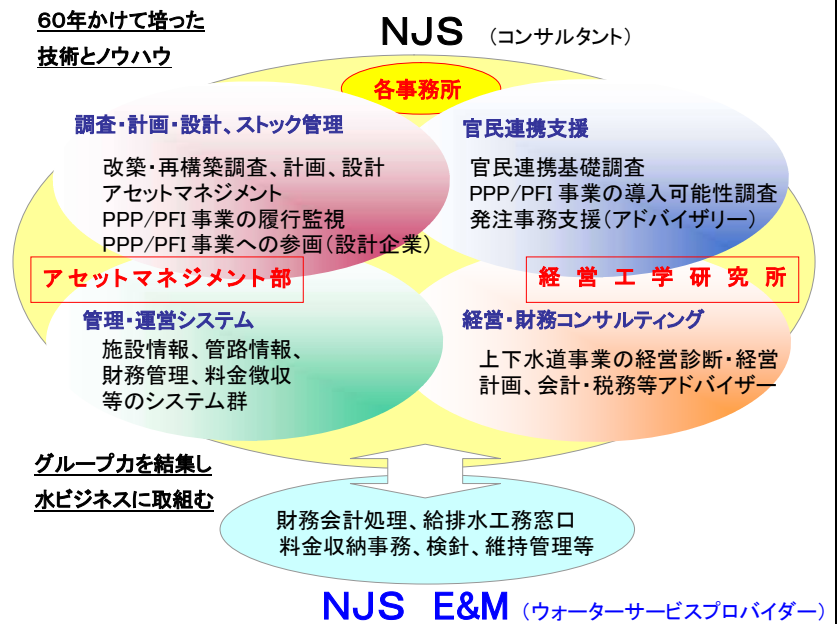 60年かけて培った
技術とノウハウ
NJS （コンサルタント）
各事務所
調査・計画・設計、ストック管理
改築・再構築調査、計画、設計
アセットマネジメント
PPP/PFI 事業の履行監視
PPP/PFI 事業への参画（設計企業）
官民連携支援
官民連携基礎調査
PPP/PFI 事業の導入可能性調査
発注事務支援（アドバイザリー）
アセットマネジメント部
経営工学研究所
管理・運営システム
施設情報、管路情報、
財務管理、料金徴収
等のシステム群
経営・財務コンサルティング
上下水道事業の経営診断・経営
計画、会計・税務等アドバイザー
グループ力を結集し
水ビジネスに取組む
財務会計処理、給排水工務窓口
料金収納事務、検針、維持管理等
NJS E&M （ウォーターサービスプロバイダー）